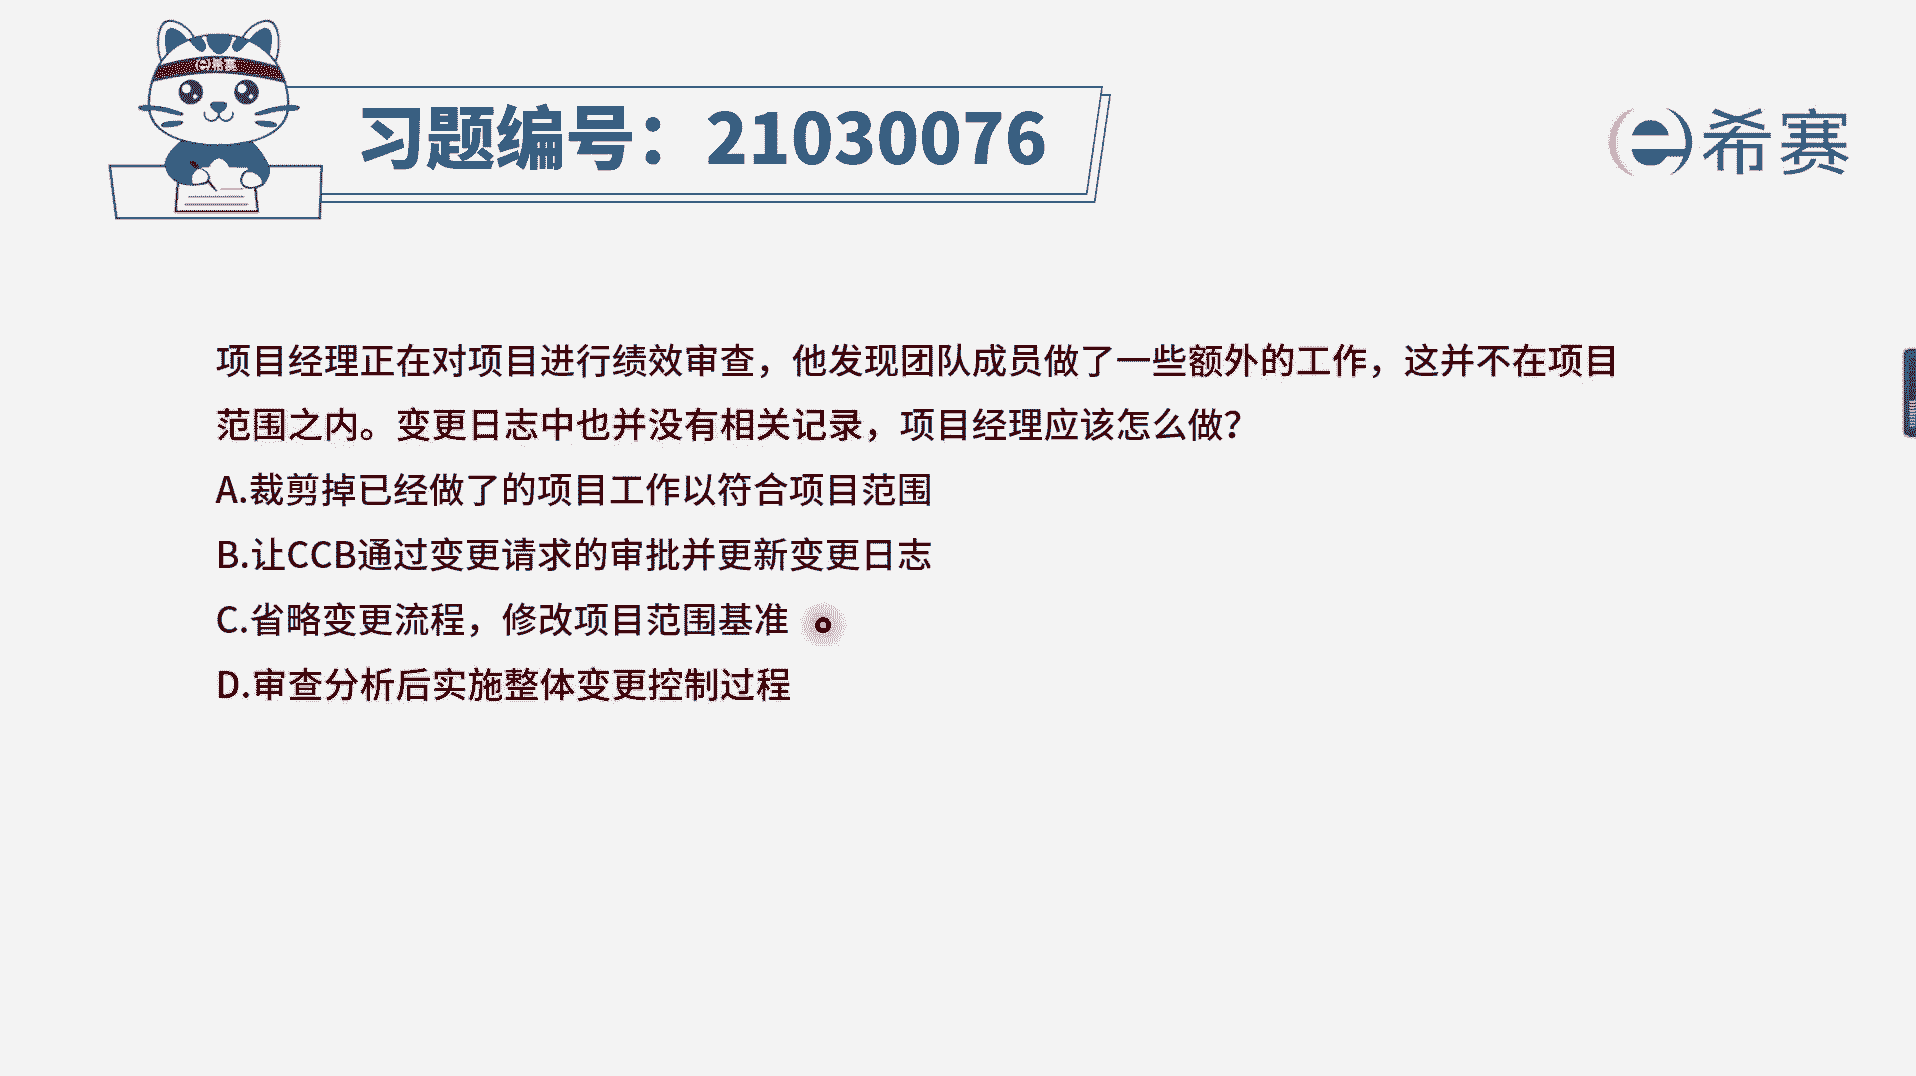 e希赛
习题编号：21030076
e希赛
项目经理正在对项目进行绩效审查，他发现团队成员做了一些额外的工作，这并不在项目
范围之内。变更日志中也并没有相关记录，项目经理应该怎么做？
A.裁剪掉已经做了的项目工作以符合项目范围
B.让CCB通过变更请求的审批并更新变更日志
C.省略变更流程，修改项目范围基准
D.审查分析后实施整体变更控制过程